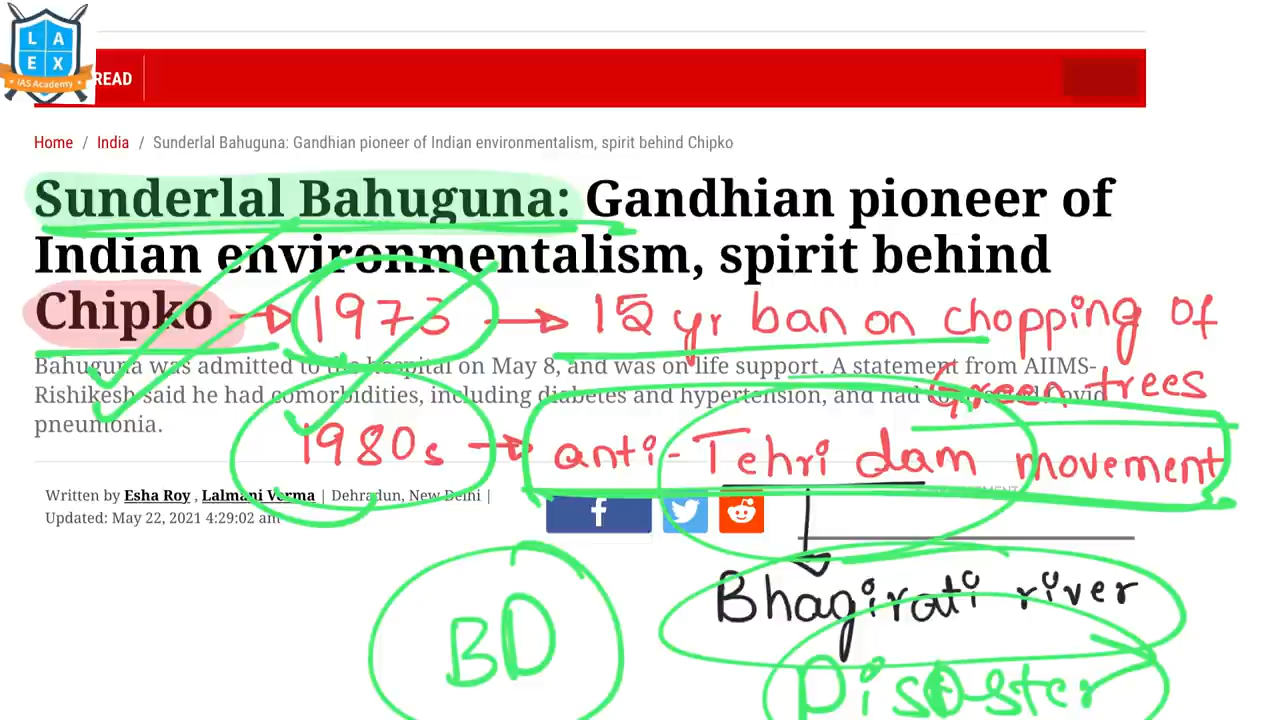 L A
E X
IAS Academy
READ
Home / India / Sunderlal Bahuguna: Gandhian pioneer of Indian environmentalism, spirit behind Chipko
Sunderlal Bahuguna: Gandhian pioneer of
Indian environmentalism, spirit behind
Chipko → 1973 → 15 yr ban on chopping of
Green trees
Bahuguna was admitted to the hospital on May 8, and was on life support. A statement from AIIMS-
Rishikesh said he had comorbidities, including diabetes and hypertension, and had Covid
pneumonia.
1980s → anti-Tehri dam movement
Written by Esha Roy , Lalmani Verma | Dehradun, New Delhi |
Updated: May 22, 2021 4:29:02 am
Bhagirati river
BD
Disaster